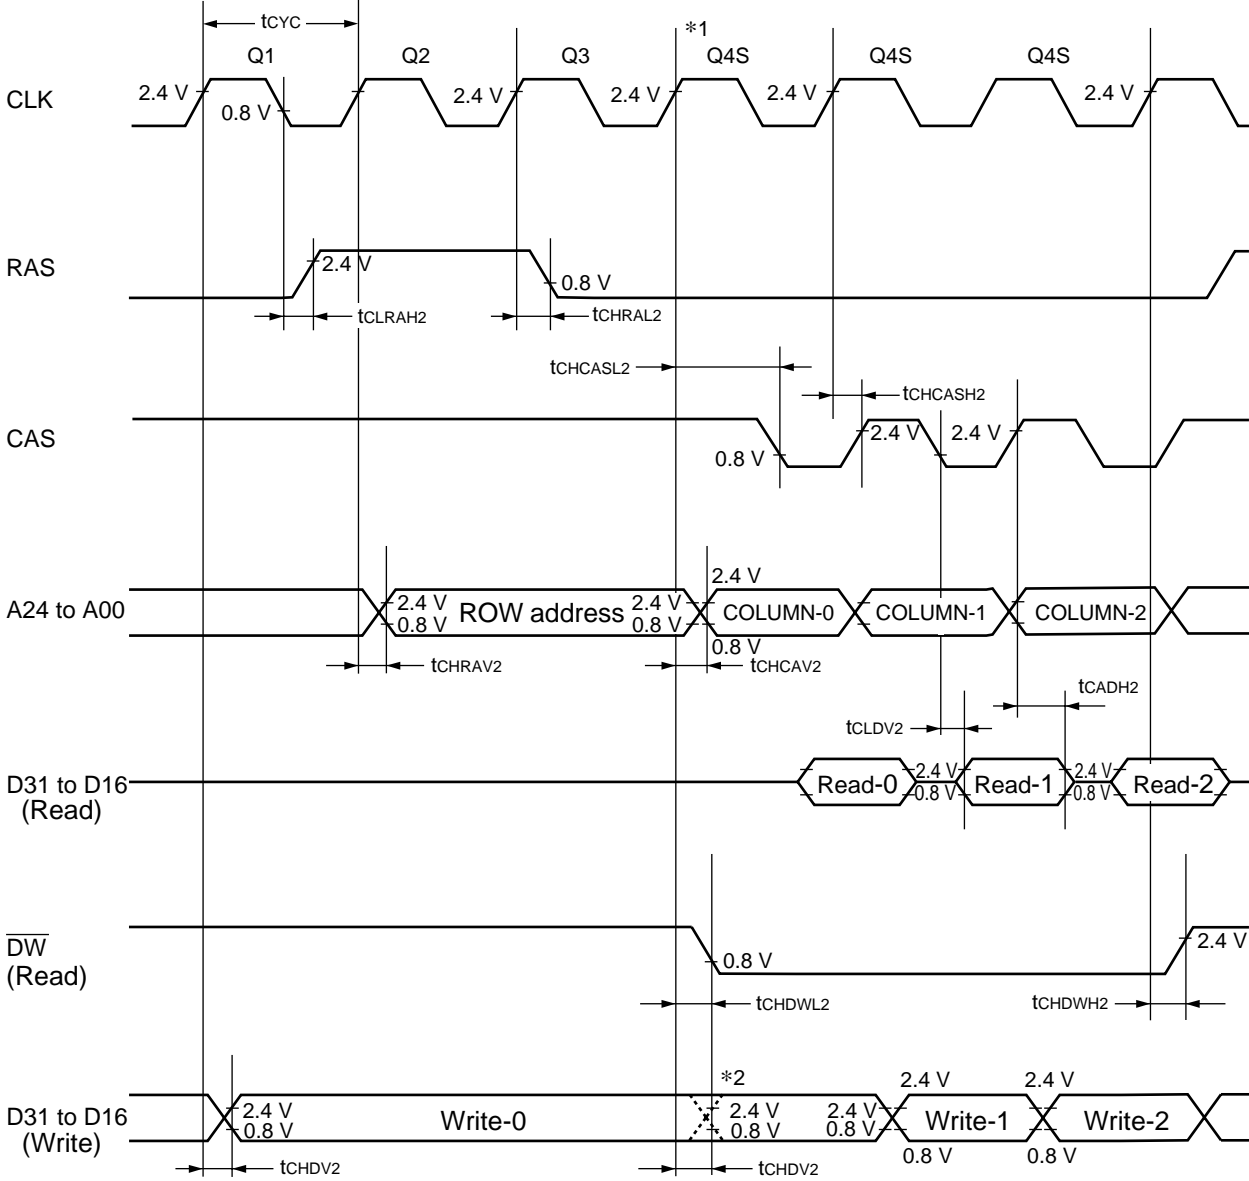 tCYC
*1
Q1 Q2 Q3 Q4S Q4S Q4S
CLK 2.4 V 0.8 V 2.4 V 2.4 V 2.4 V 2.4 V
RAS 2.4 V 0.8 V
tCLRAH2 tCHRAL2
tCHCASL2
tCHCASH2
CAS 0.8 V 2.4 V 2.4 V
2.4 V
A24 to A00 2.4 V 0.8 V ROW address 2.4 V 0.8 V COLUMN-0 COLUMN-1 COLUMN-2
0.8 V
tCHRAV2 tCHCAV2
tCADH2
tCLDV2
D31 to D16 Read-0 2.4 V 0.8 V Read-1 2.4 V 0.8 V Read-2
(Read)
DW 0.8 V 2.4 V
(Read)
tCHDWL2 tCHDWH2
*2 2.4 V 2.4 V
D31 to D16 2.4 V 0.8 V Write-0 2.4 V 0.8 V 2.4 V 0.8 V Write-1 Write-2
(Write)
0.8 V 0.8 V
tCHDV2 tCHDV2